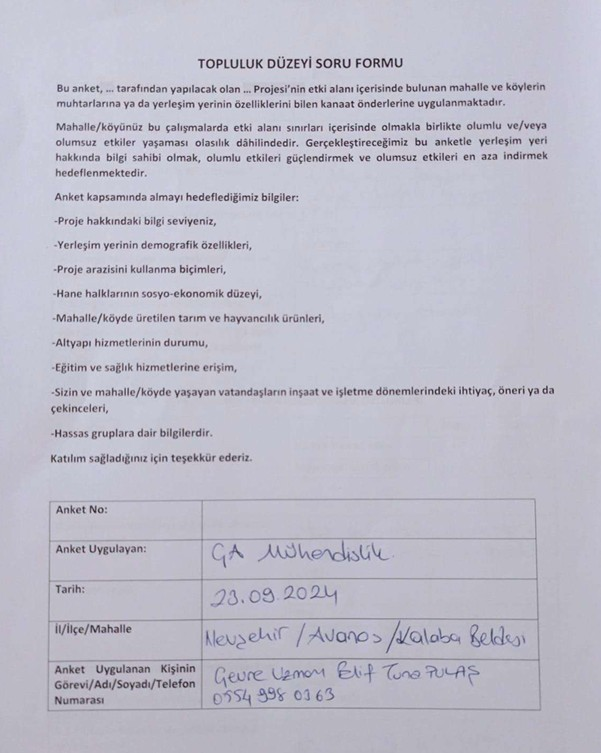 TOPLULUK DÜZEYİ SORU FORMU
Bu anket, ... tarafından yapılacak olan ... Projesi'nin etki alanı içerisinde bulunan mahalle ve köylerin
muhtarlarına ya da yerleşim yerinin özelliklerini bilen kanaat önderlerine uygulanmaktadır.
Mahalle/köyünüz bu çalışmalarda etki alanı sınırları içerisinde olmakla birlikte olumlu ve/veya
olumsuz etkiler yaşaması olasılık dâhilindedir. Gerçekleştireceğimiz bu anketle yerleşim yeri
hakkında bilgi sahibi olmak, olumlu etkileri güçlendirmek ve olumsuz etkileri en aza indirmek
hedeflenmektedir.
Anket kapsamında almayı hedeflediğimiz bilgiler:
-Proje hakkındaki bilgi seviyeniz,
-Yerleşim yerinin demografik özellikleri,
-Proje arazisini kullanma biçimleri,
-Hane halklarının sosyo-ekonomik düzeyi,
-Mahalle/köyde üretilen tarım ve hayvancılık ürünleri,
-Altyapı hizmetlerinin durumu,
-Eğitim ve sağlık hizmetlerine erişim,
-Sizin ve mahalle/köyde yaşayan vatandaşların inşaat ve işletme dönemlerindeki ihtiyaç, öneri ya da
çekinceleri,
-Hassas gruplara dair bilgilerdir.
Katılım sağladığınız için teşekkür ederiz.
Anket No:
Anket Uygulayan: GA Mühendislik
Tarih: 23.09.2024
İl/İlçe/Mahalle Nevşehir / Avanos / Kalaba Beldesi
Anket Uygulanan Kişinin Çevre Uzmanı Elif Tuna PULAŞ
Görevi/Adı/Soyadı/Telefon 0554 998 0363
Numarası